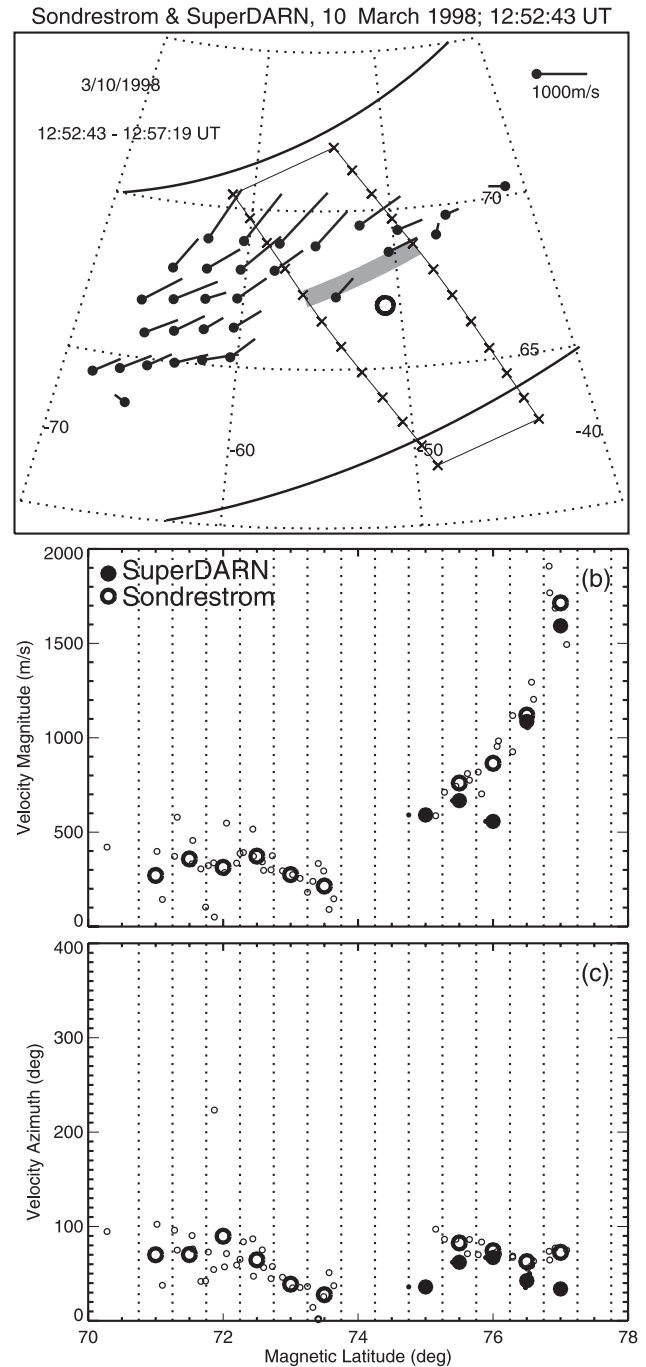 Sondrestrom & SuperDARN, 10 March 1998; 12:52:43 UT
3/10/1998
1000m/s
12:52:43 - 12:57:19 UT
70
65
-70
-60
-50
-40
2000
SuperDARN
(b)
Sondrestrom
1500
1000
500
0
Velocity Magnitude (m/s)
400
(c)
300
200
100
0
Velocity Azimuth (deg)
70 72 74 76 78
Magnetic Latitude (deg)